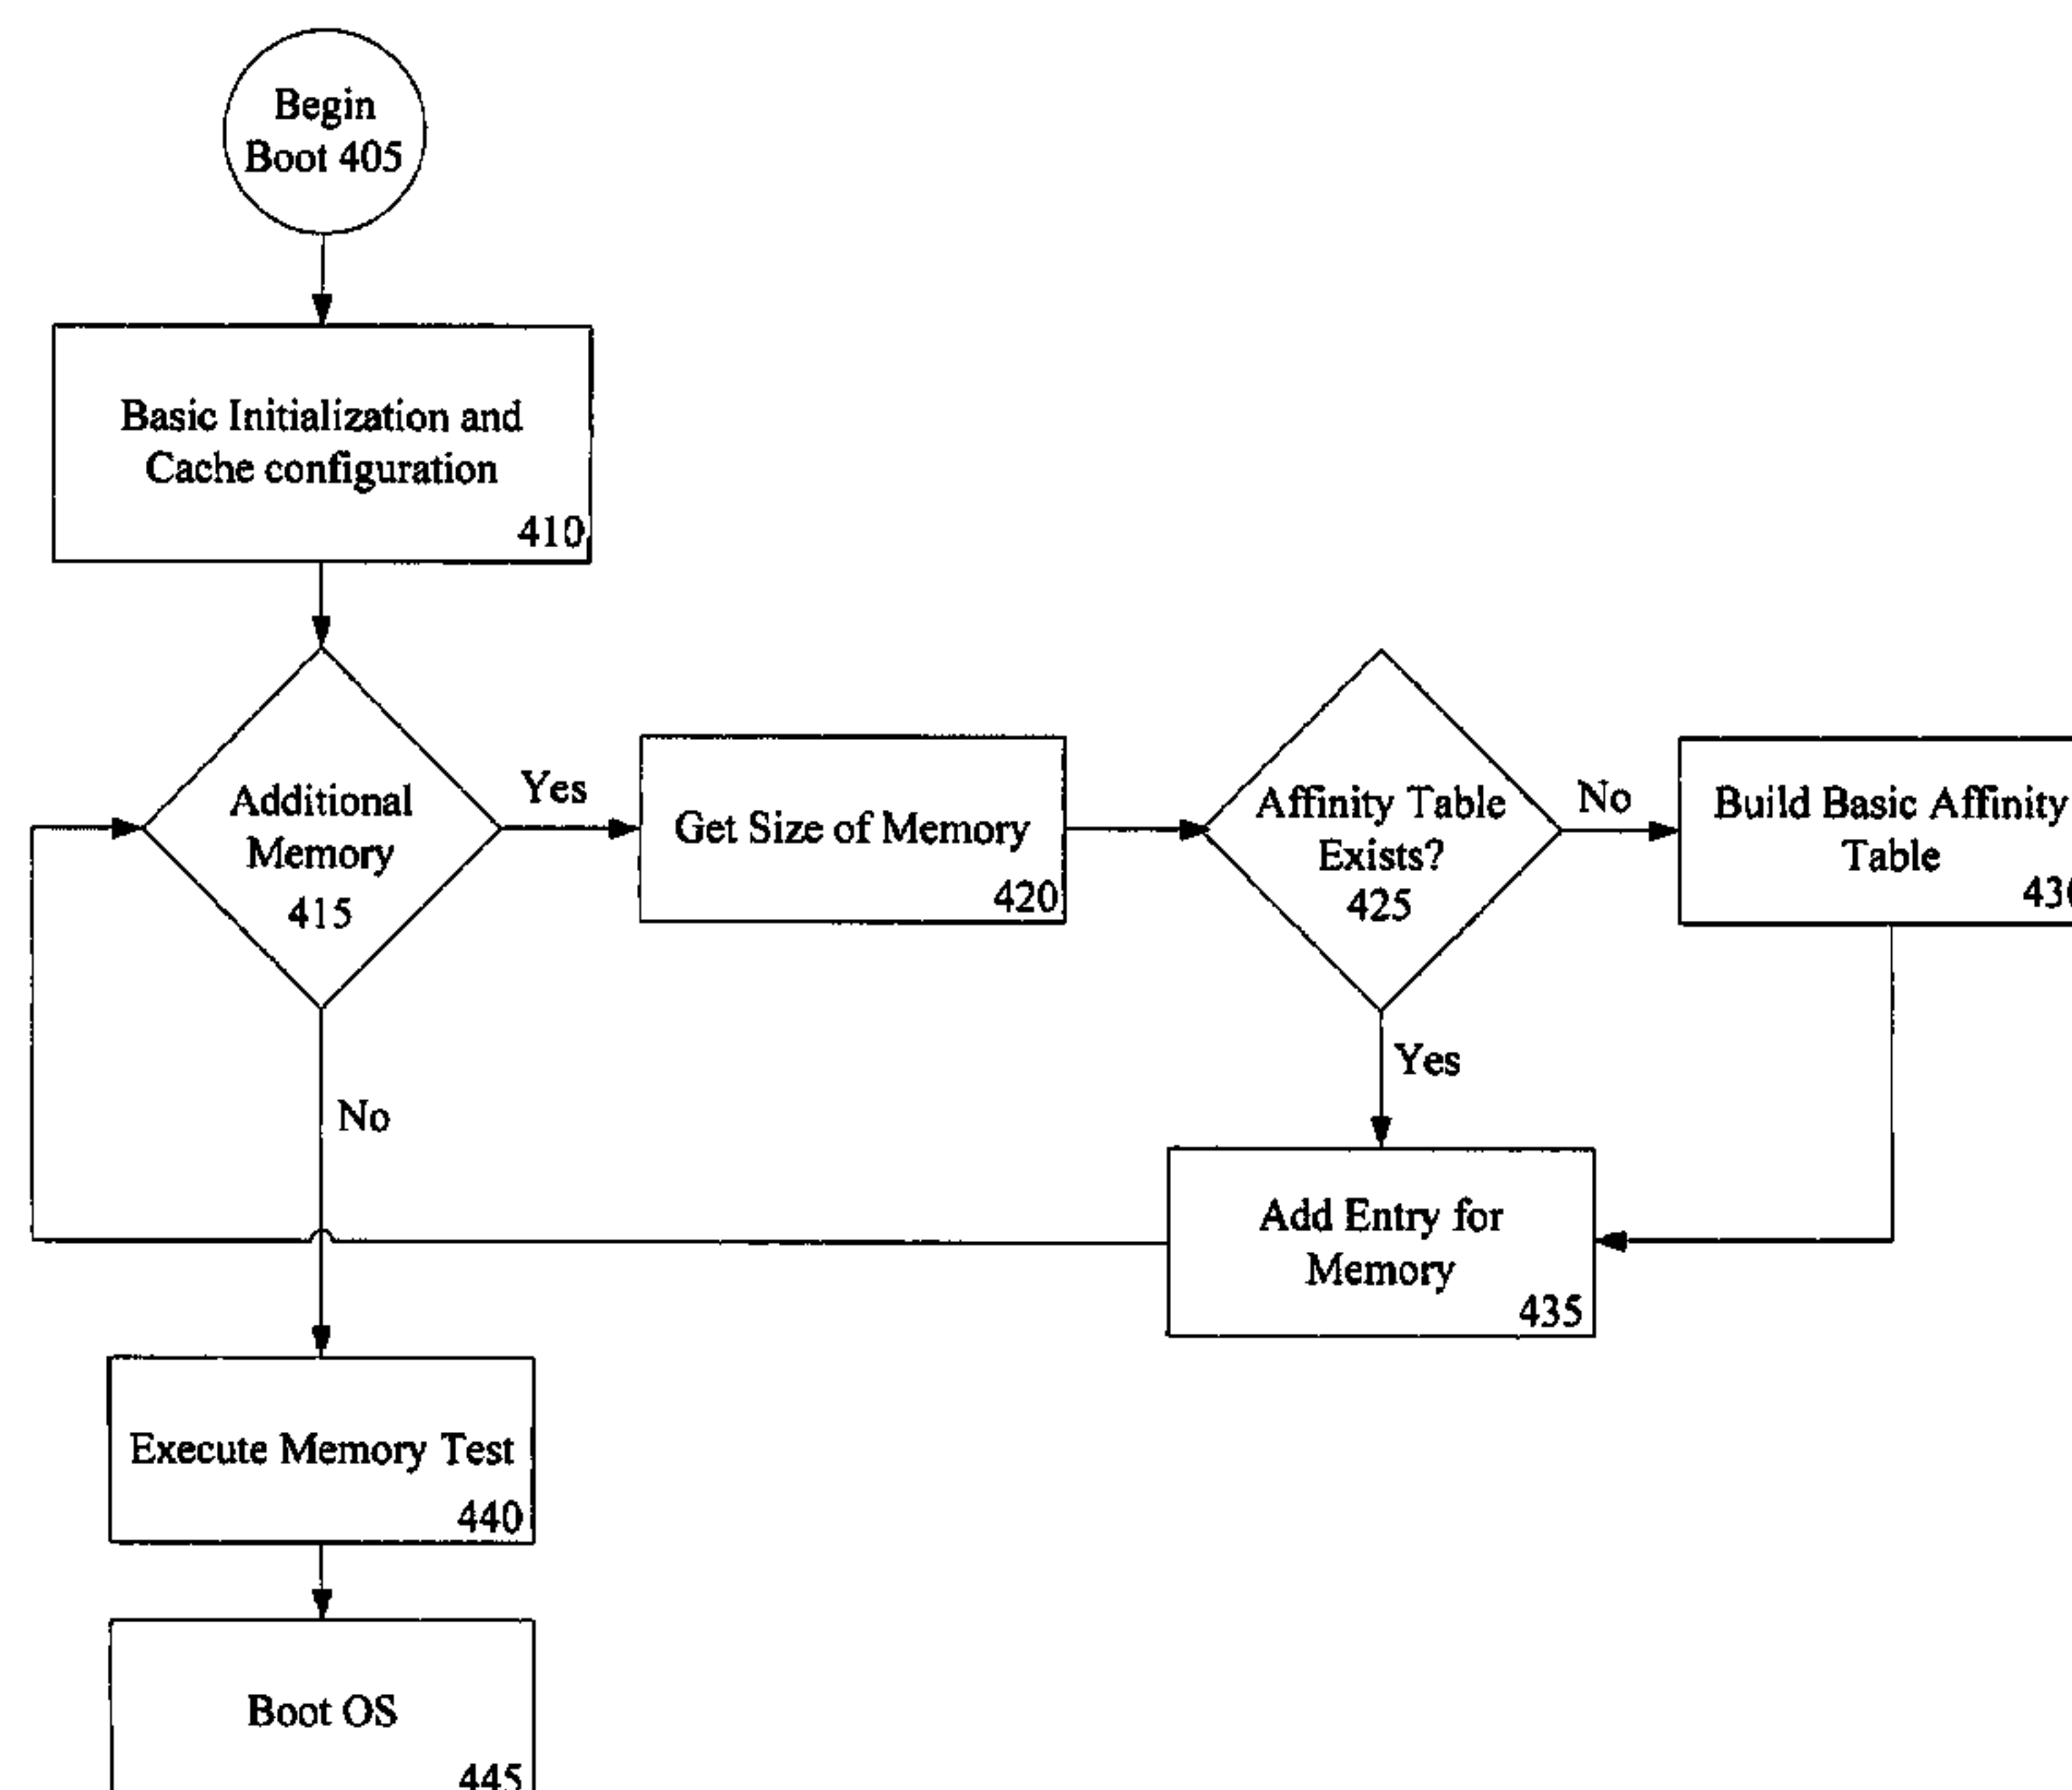 Begin
Boot 405
Basic Initialization and
Cache configuration
410
Additional
Memory
415
Yes
No
Get Size of Memory
420
Affinity Table
Exists?
425
No
Yes
Build Basic Affinity
Table
Add Entry for
Memory
435
Execute Memory Test
440
Boot OS
445